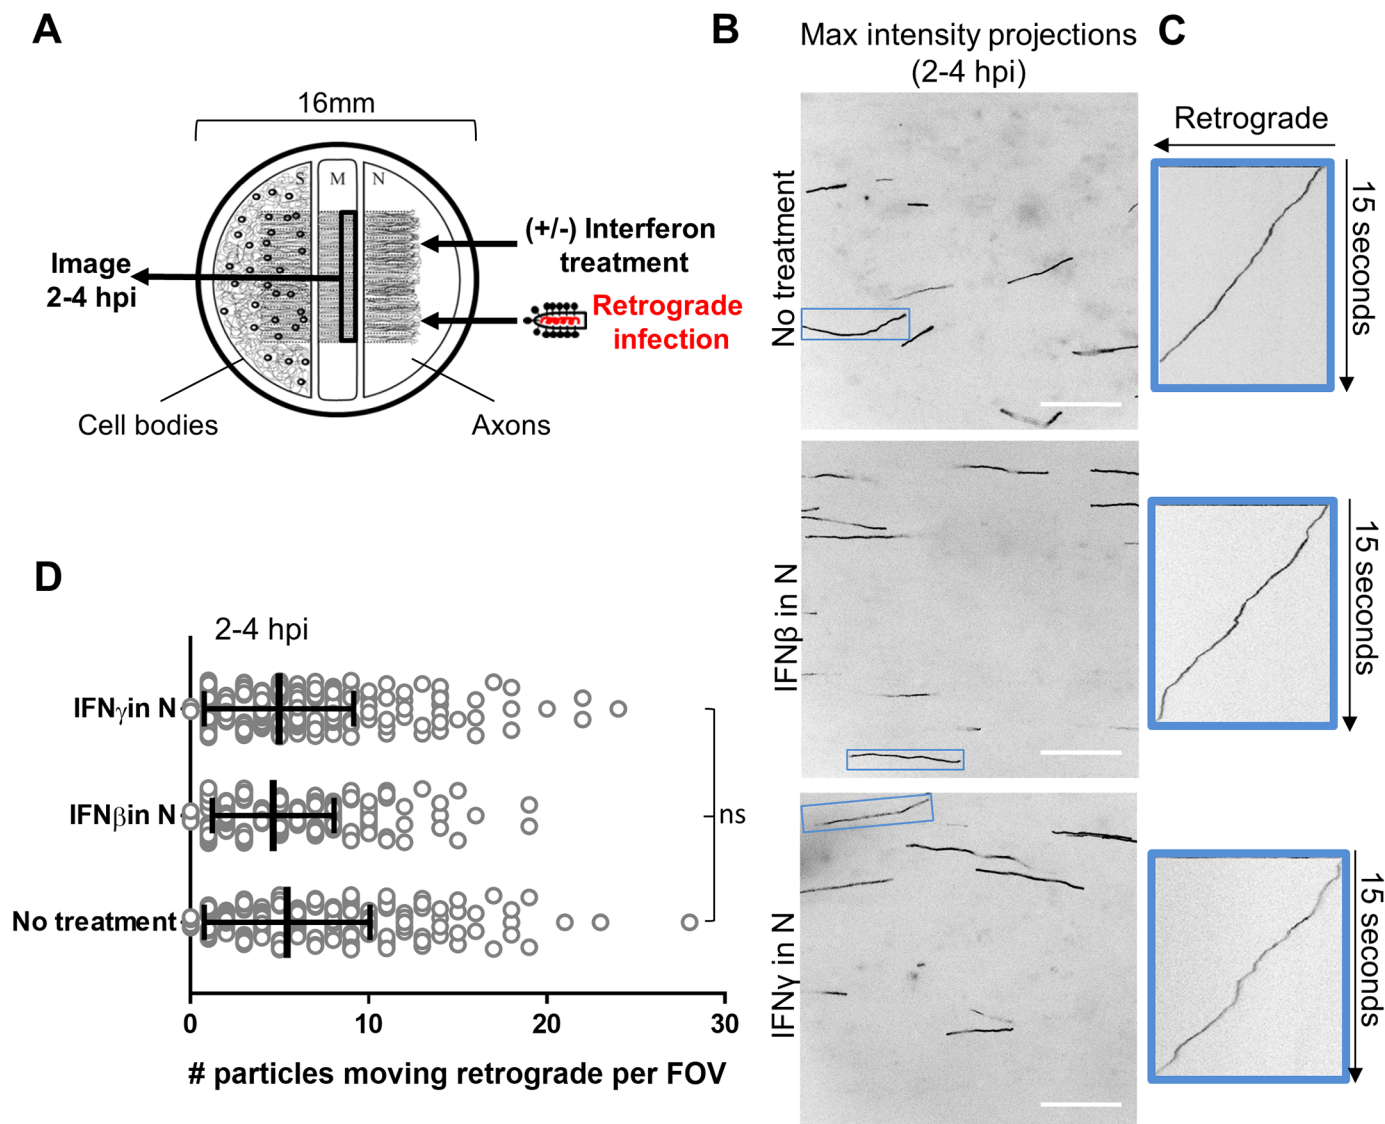 A
16mm
S
M
N
(+/-) Interferon
treatment
Image
2-4 hpi
Retrograde
infection
Cell bodies
Axons
B
Max intensity projections
(2-4 hpi)
No treatment
IFNβ in N
IFNγ in N
C
Retrograde
15 seconds
15 seconds
15 seconds
D
2-4 hpi
IFNγin N
IFNβin N
No treatment
ns
0
10
20
30
# particles moving retrograde per FOV